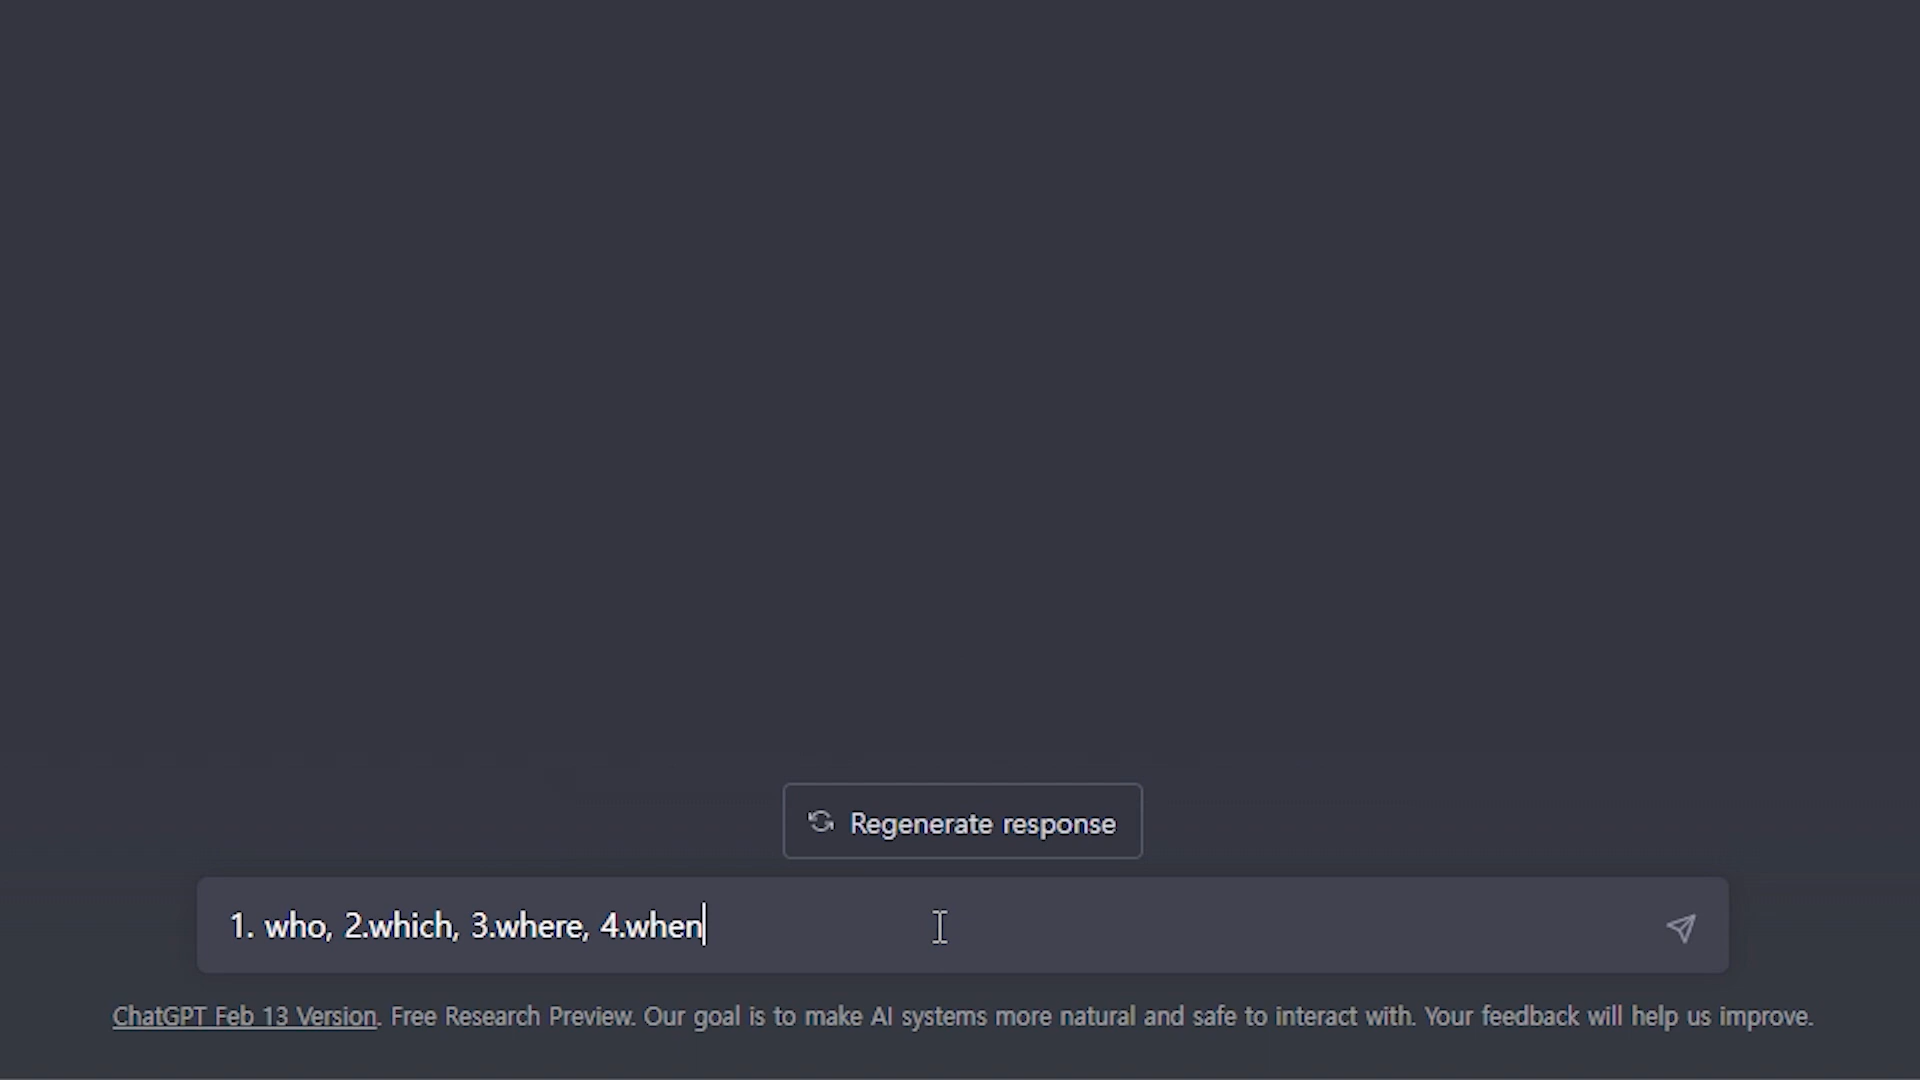 Regenerate response
1. who, 2.which, 3.where, 4.when
ChatGPT Feb 13 Version. Free Research Preview. Our goal is to make AI systems more natural and safe to interact with. Your feedback will help us improve.